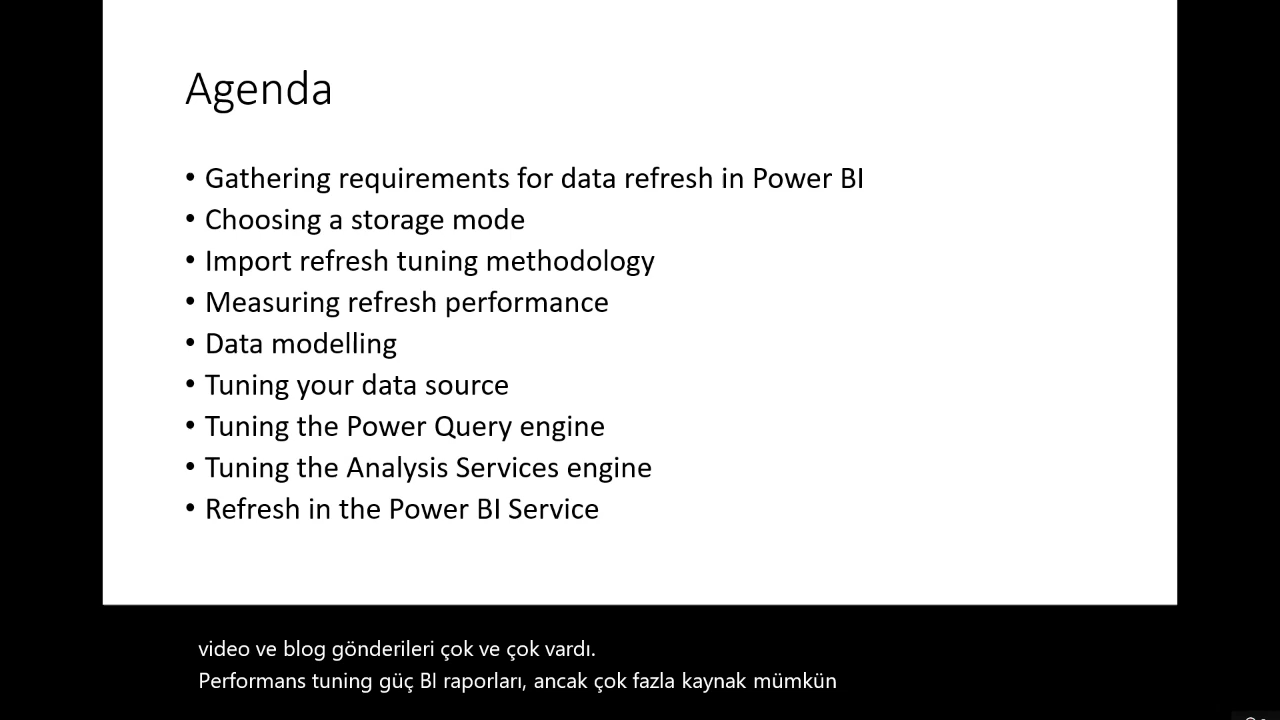 Agenda
• Gathering requirements for data refresh in Power BI
• Choosing a storage mode
• Import refresh tuning methodology
• Measuring refresh performance
• Data modelling
• Tuning your data source
• Tuning the Power Query engine
• Tuning the Analysis Services engine
• Refresh in the Power BI Service
video ve blog gönderileri çok ve çok vardı.
Performans tuning güç BI raporları, ancak çok fazla kaynak mümkün